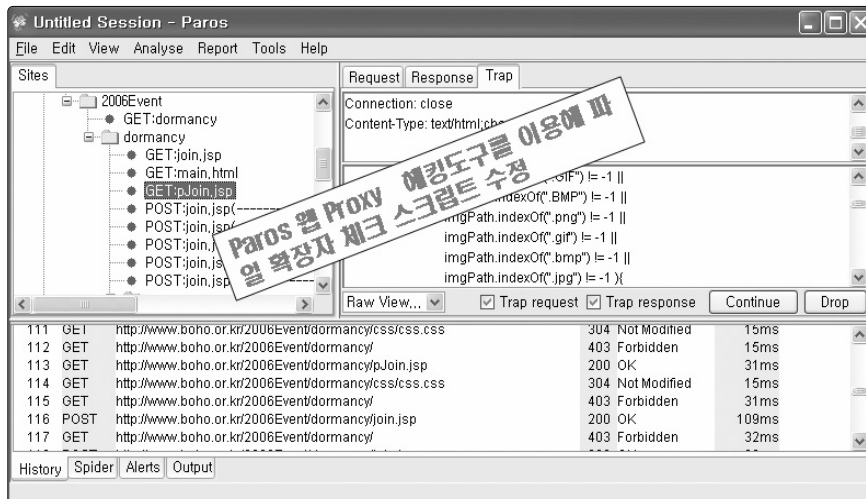 Untitled Session - Paros
File Edit View Analyse Report Tools Help
Sites
2006Event
GET:dormancy
dormancy
GET:join.jsp
GET:main.html
GET:pJoin.jsp
POST:join.jsp(--------
POST:join.jsp(
POST:join.jsp
POST:join.js
POST:join.jsp
Request Response Trap
Connection: close
Content-Type: text/html;
.GIF") != -1 ||
.indexOf(".BMP") != -1 ||
imgPath.indexOf(".png") != -1 ||
imgPath.indexOf(".gif") != -1 ||
imgPath.indexOf(".bmp") != -1 ||
imgPath.indexOf(".jpg") != -1 ){
Raw View... Trap request Trap response Continue Drop
Paros 웹 Proxy 해킹도구를 이용해 파
일 확장자 체크 스크립트 수정
111 GET http://www.boho.or.kr/2006Event/dormancy/css/css.css 304 Not Modified 15ms
112 GET http://www.boho.or.kr/2006Event/dormancy/ 403 Forbidden 15ms
113 GET http://www.boho.or.kr/2006Event/dormancy/pJoin.jsp 200 OK 31ms
114 GET http://www.boho.or.kr/2006Event/dormancy/css/css.css 304 Not Modified 15ms
115 GET http://www.boho.or.kr/2006Event/dormancy/ 403 Forbidden 31ms
116 POST http://www.boho.or.kr/2006Event/dormancy/join.jsp 200 OK 109ms
117 GET http://www.boho.or.kr/2006Event/dormancy/ 403 Forbidden 32ms
History Spider Alerts Output